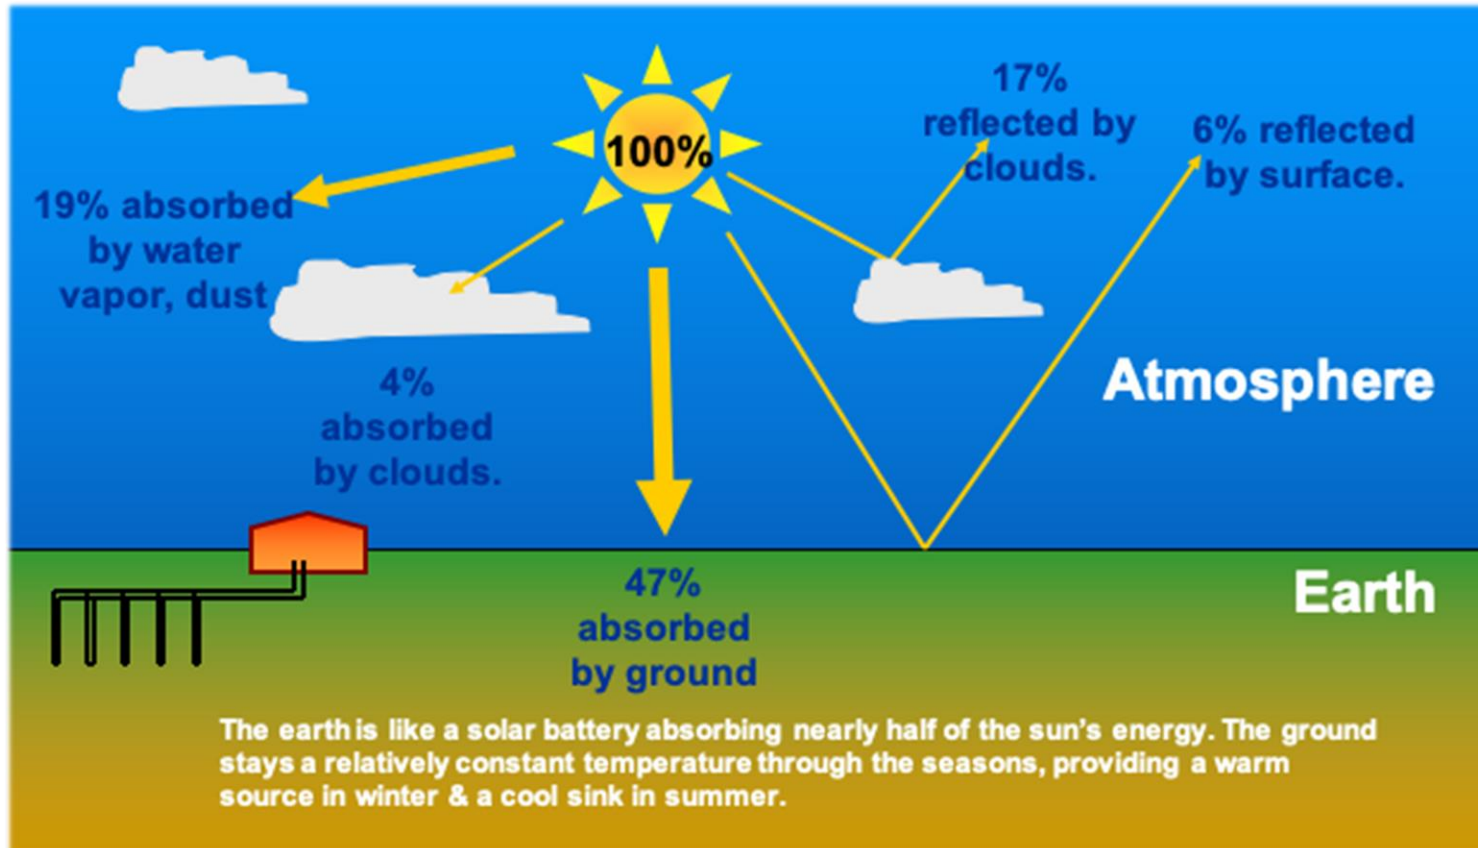 100%
17%
reflected by
clouds.
6% reflected
by surface.
19% absorbed
by water
vapor, dust
4%
absorbed
by clouds.
Atmosphere
Earth
47%
absorbed
by ground
The earth is like a solar battery absorbing nearly half of the sun's energy. The ground
stays a relatively constant temperature through the seasons, providing a warm
source in winter & a cool sink in summer.